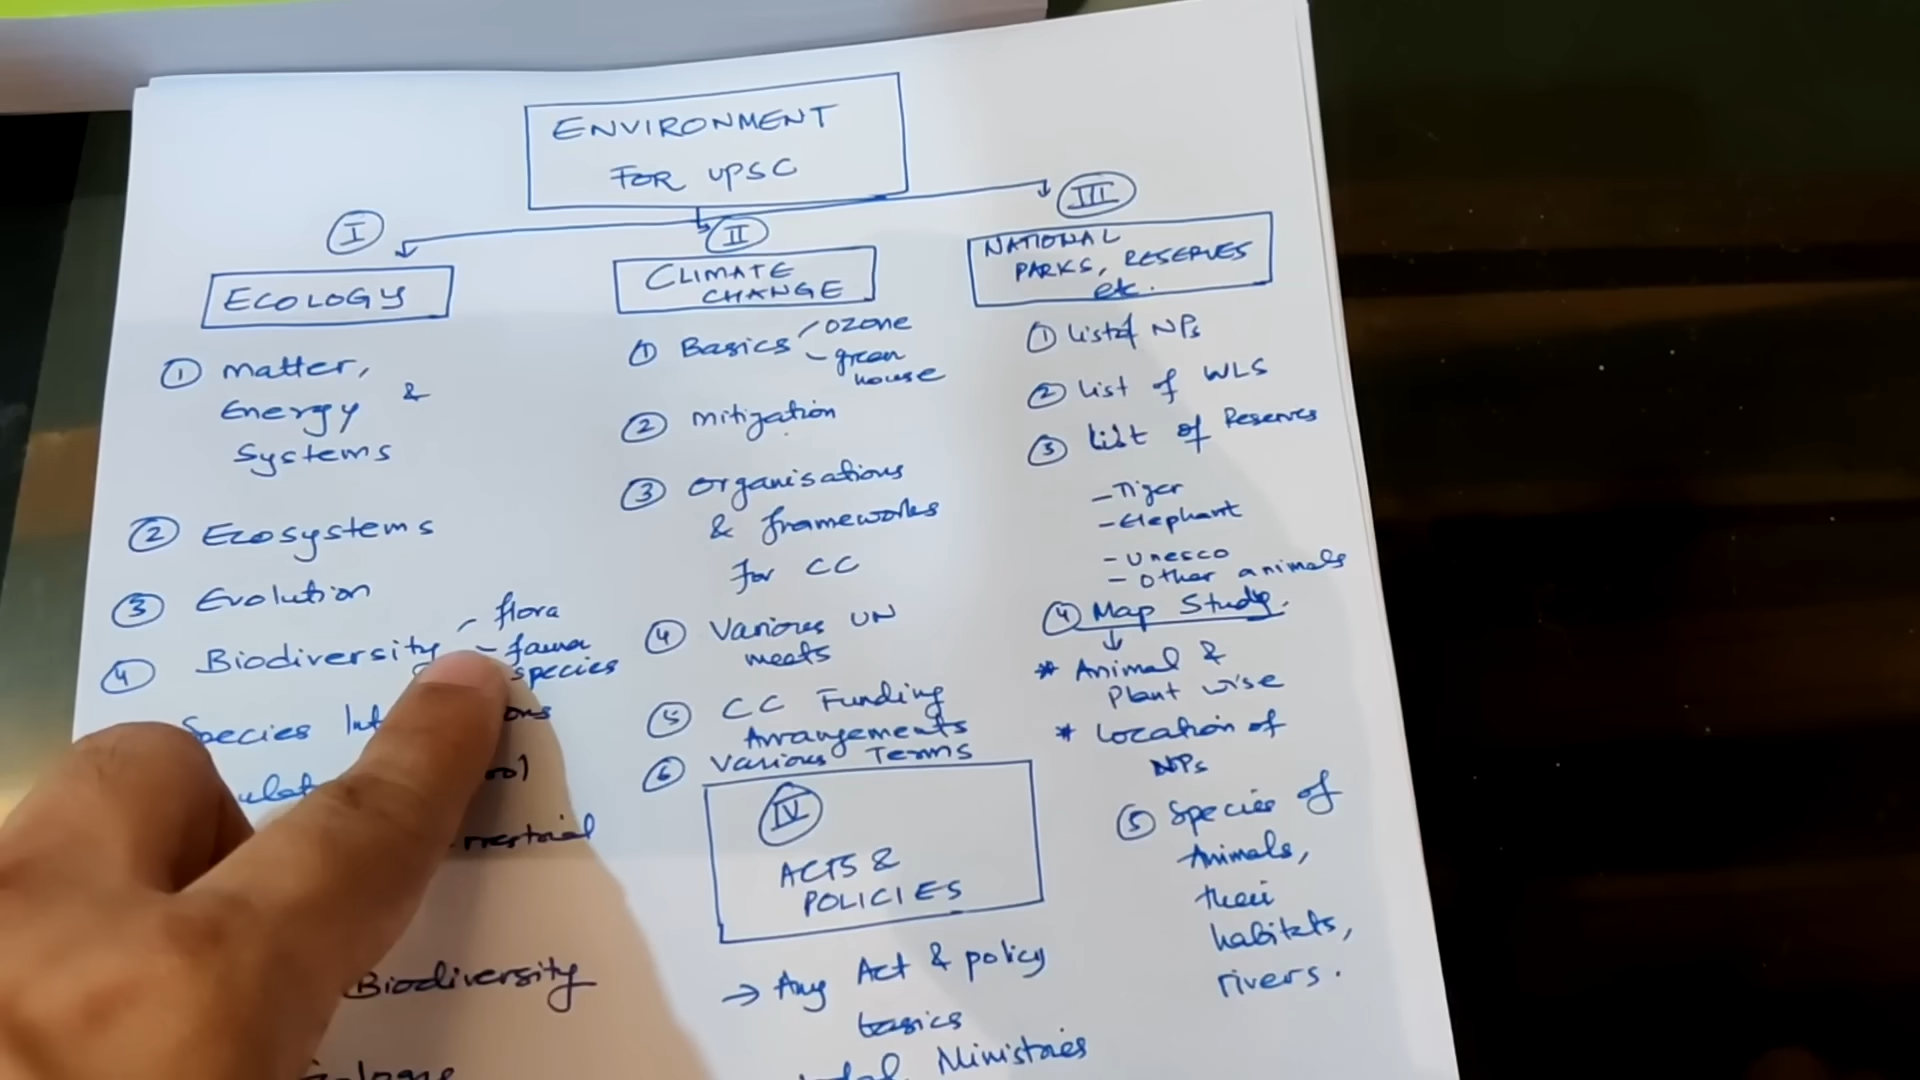 ENVIRONMENT
FOR UPSC
I
ECOLOGY
① matter,
Energy &
Systems
② Ecosystems
③ Evolution
④ Biodiversity - flora
- fauna
species
Species
Biodiversity
II
CLIMATE
CHANGE
① Basics - ozone
- green
house
② mitigation
③ organisations
& frameworks
for CC
④ Various UN
meets
⑤ CC Funding
Arrangements
⑥ Various Terms
III
NATIONAL
PARKS, RESERVES
etc.
① list of NPs
② list of WLS
③ list of Reserves
- Tiger
- Elephant
- Unesco
- Other animals
④ Map Study.
* Animal &
Plant wise
* Location of
NPs
⑤ Species of
Animals,
their
habitats,
rivers.
IV
ACTS &
POLICIES
→ Any Act & policy
basics
Ministries